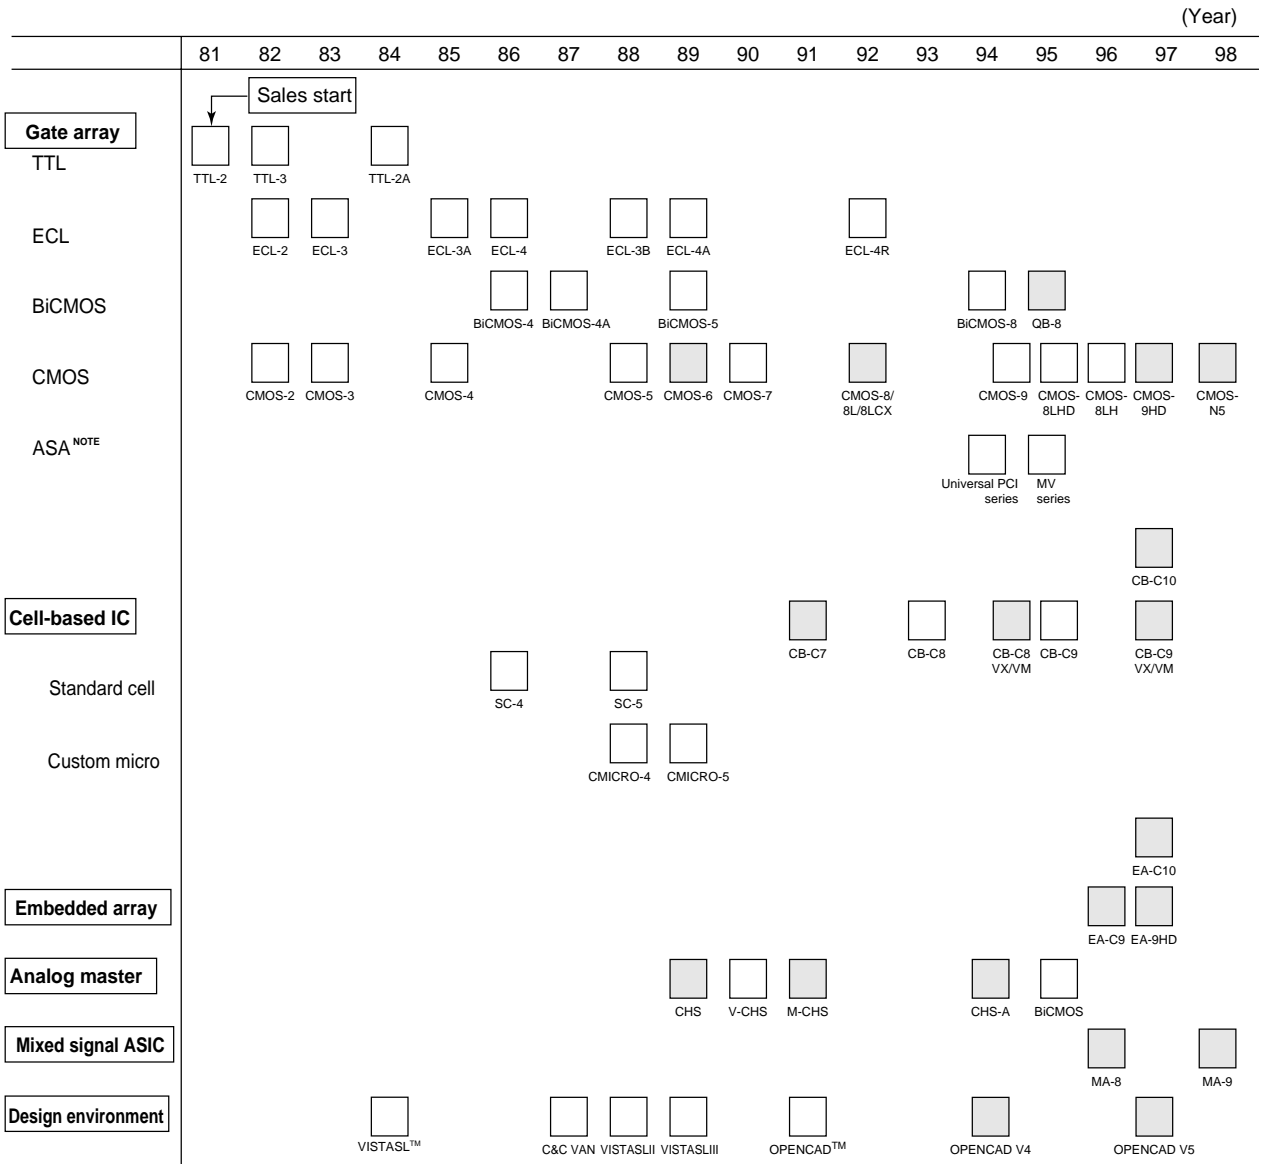 (Year)
81 82 83 84 85 86 87 88 89 90 91 92 93 94 95 96 97 98
Sales start
Gate array
TTL
TTL-2 TTL-3 TTL-2A
ECL
ECL-2 ECL-3 ECL-3A ECL-4 ECL-3B ECL-4A ECL-4R
BiCMOS
BiCMOS-4 BiCMOS-4A BiCMOS-5 BiCMOS-8 QB-8
CMOS
CMOS-2 CMOS-3 CMOS-4 CMOS-5 CMOS-6 CMOS-7 CMOS-8/ CMOS-9 CMOS- CMOS- CMOS- CMOS-
8L/8LCX 8LHD 8LH 9HD N5
ASA NOTE
Universal PCI MV
series series
CB-C10
Cell-based IC
CB-C7 CB-C8 CB-C8 CB-C9 CB-C9
VX/VM VX/VM
Standard cell
SC-4 SC-5
Custom micro
CMICRO-4 CMICRO-5
EA-C10
Embedded array
EA-C9 EA-9HD
Analog master
CHS V-CHS M-CHS CHS-A BiCMOS
Mixed signal ASIC
MA-8 MA-9
Design environment
VISTASL™ C&C VAN VISTASLII VISTASLIII OPENCAD™ OPENCAD V4 OPENCAD V5